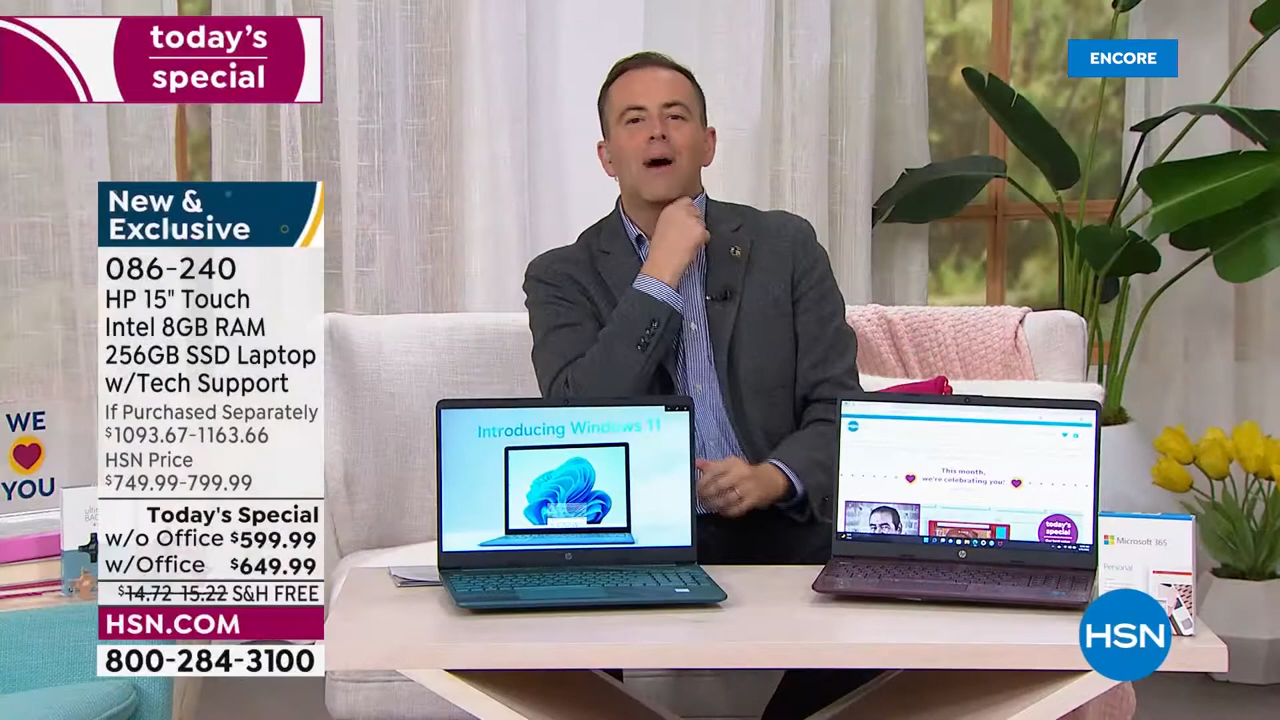 today's
special
ENCORE
New &
Exclusive
086-240
HP 15" Touch
Intel 8GB RAM
256GB SSD Laptop
w/Tech Support
If Purchased Separately
$1093.67-1163.66
HSN Price
$749.99-799.99
Today's Special
w/o Office $599.99
w/Office $649.99
$14.72-15.22 S&H FREE
HSN.COM
800-284-3100
WE
YOU
Introducing Windows 11
hp
This month,
we're celebrating you!
today's
special
hp
Microsoft 365
Personal
HSN